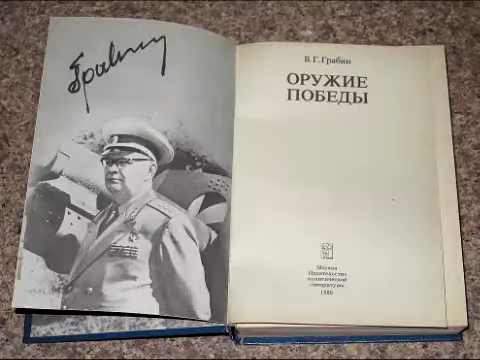 Грабин
В. Г. Грабин
ОРУЖИЕ
ПОБЕДЫ
Москва
Издательство
политической
литературы
1989